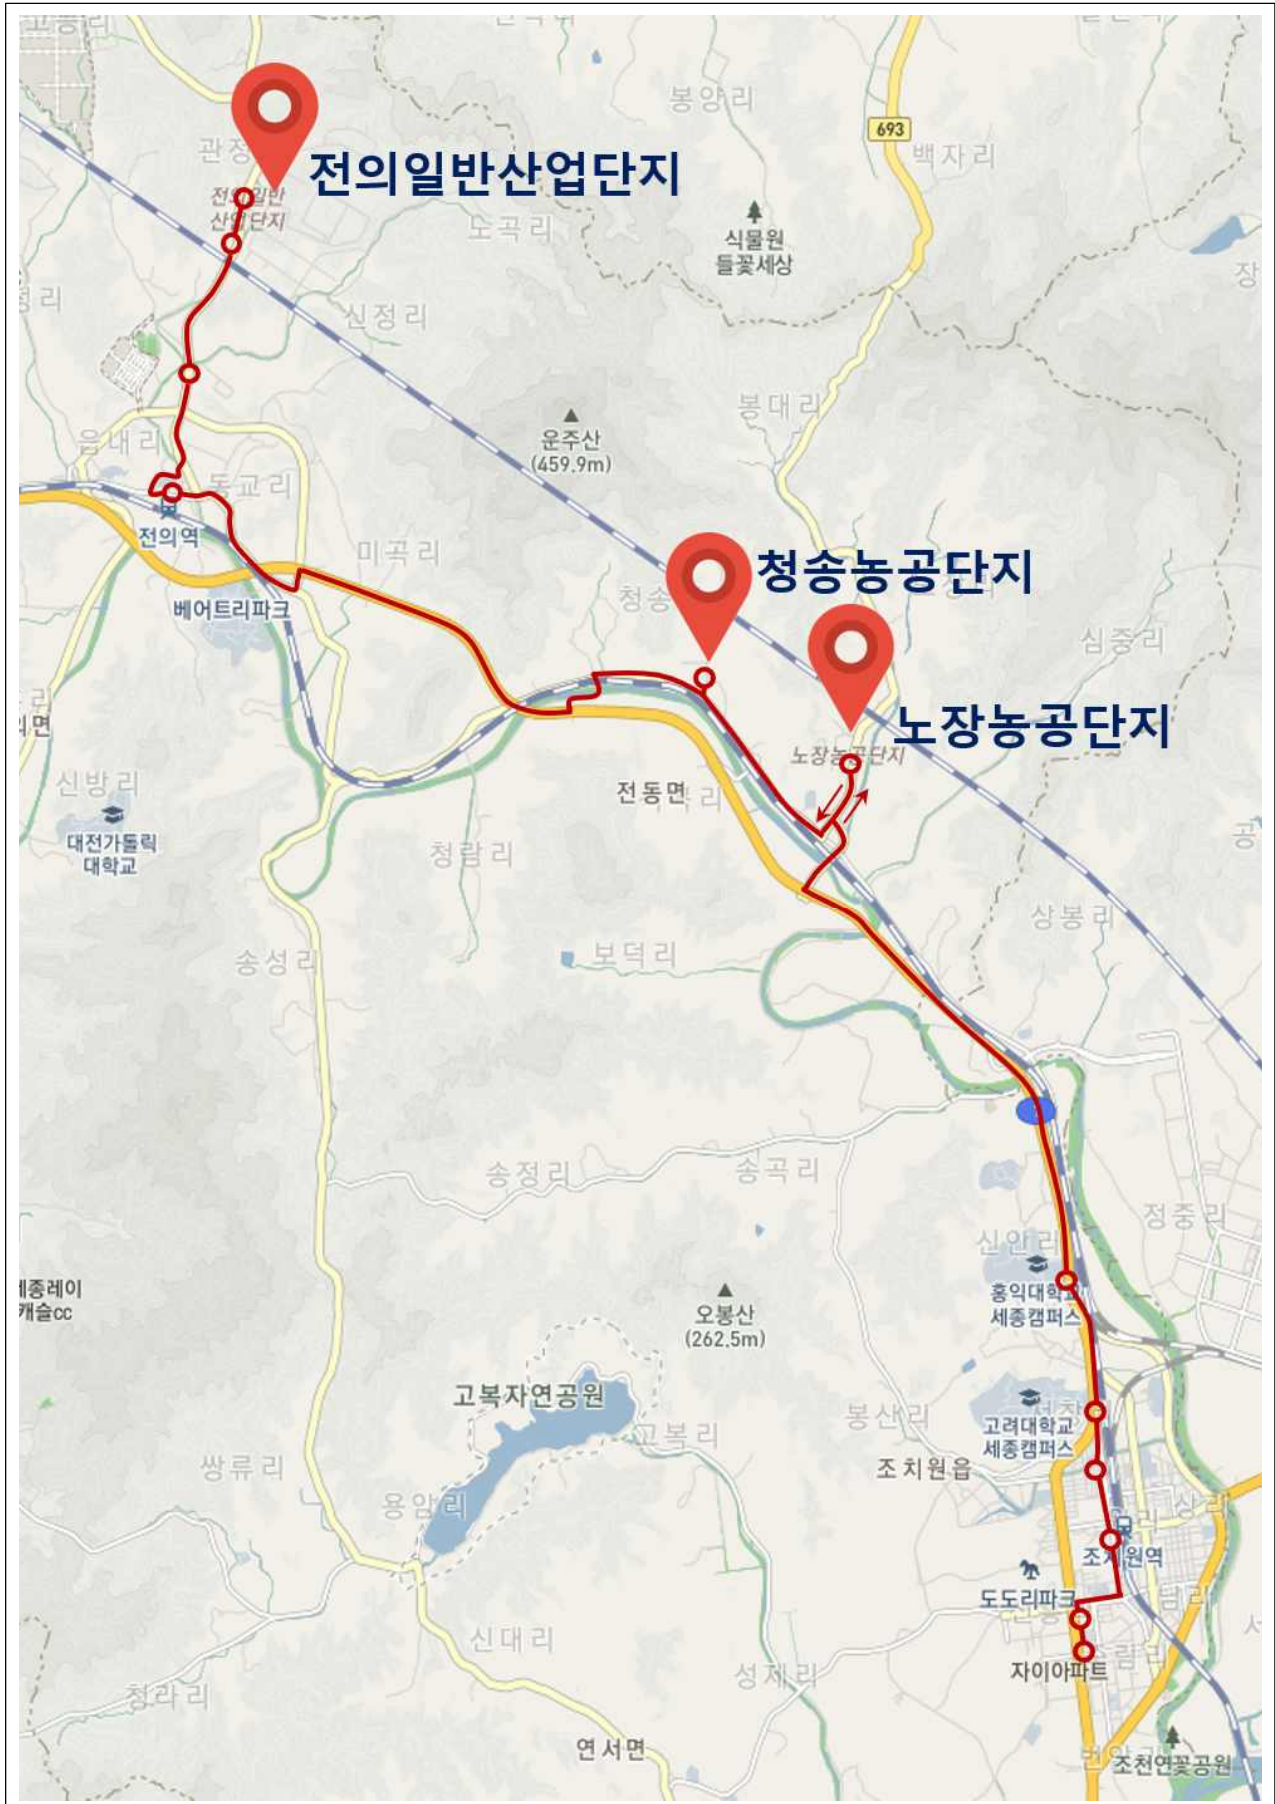 693
봉양리
백자리
관정
전의일반산업단지
전의일반
산업단지
노곡리
식물원
들꽃세상
장
정리
신정리
봉대리
운주산
(459.9m)
읍내리
동교리
전의역
미곡리
청송농공단지
청송
베어트리파크
심중리
노장농공단지
노장농공단지
신방리
전동면
대전가톨릭
대학교
청람리
공
상봉리
송성리
보덕리
송정리
송곡리
정중리
신안리
세종레이
캐슬cc
홍익대학교
세종캠퍼스
오봉산
(262.5m)
고복자연공원
고복리
봉산리
고려대학교
세종캠퍼스
조치원읍
쌍류리
용암리
상리
조치원역
도도리파크
신대리
성제리
자이아파트
청라리
연서면
조천연꽃공원